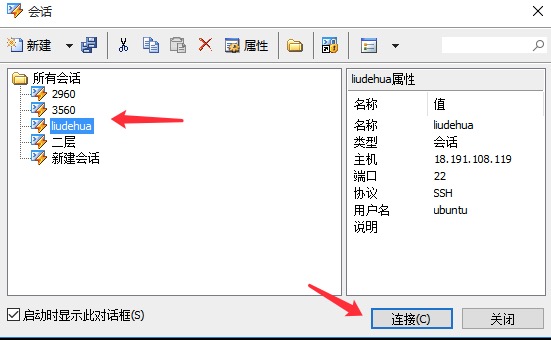 会话
新建 属性
所有会话
2960
3560
liudehua
二层
新建会话
liudehua属性
名称 值
名称 liudehua
类型 会话
主机 18.191.108.119
端口 22
协议 SSH
用户名 ubuntu
说明
启动时显示此对话框(S)
连接(C) 关闭